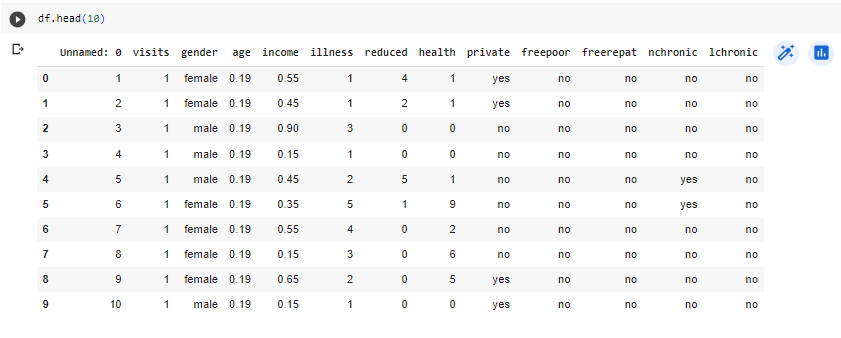 df.head(10)
Unnamed: 0 visits gender age income illness reduced health private freepoor freerepat nchronic lchronic
0 1 1 female 0.19 0.55 1 4 1 yes no no no no
1 2 1 female 0.19 0.45 1 2 1 yes no no no no
2 3 1 male 0.19 0.90 3 0 0 no no no no no
3 4 1 male 0.19 0.15 1 0 0 no no no no no
4 5 1 male 0.19 0.45 2 5 1 no no no yes no
5 6 1 female 0.19 0.35 5 1 9 no no no yes no
6 7 1 female 0.19 0.55 4 0 2 no no no no no
7 8 1 female 0.19 0.15 3 0 6 no no no no no
8 9 1 female 0.19 0.65 2 0 5 yes no no no no
9 10 1 male 0.19 0.15 1 0 0 yes no no no no